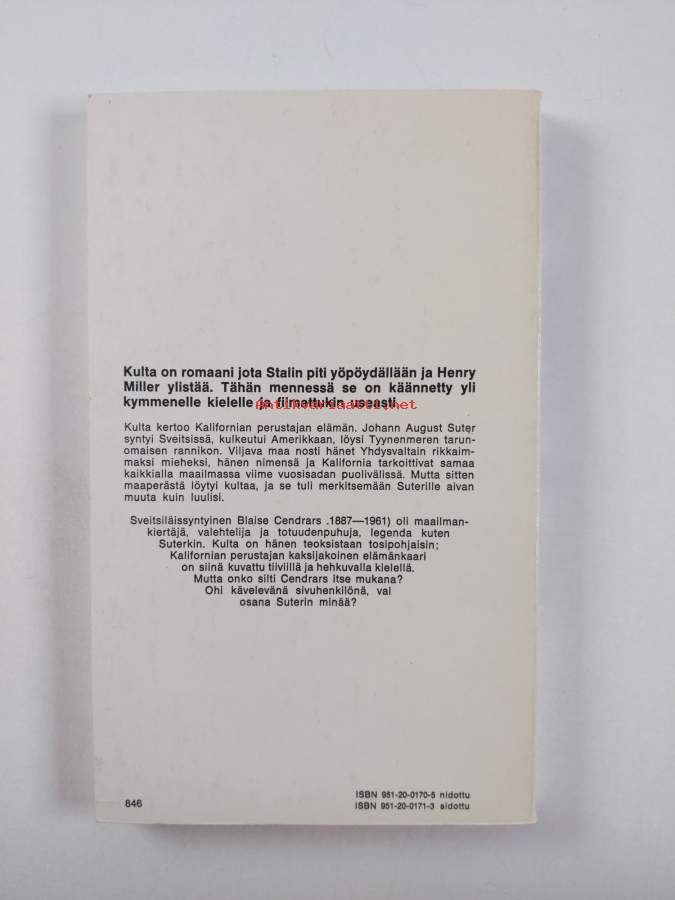 Kulta on romaani jota Stalin piti yöpöydällään ja Henry
Miller ylistää. Tähän mennessä se on käännetty yli
kymmenelle kielelle ja filmattukin useasti.
antikvariaatti.com
Kulta kertoo Kalifornian perustajan elämän. Johann August Suter
syntyi Sveitsissä, kulkeutui Amerikkaan, löysi Tyynenmeren tarun-
omaisen rannikon. Viljava maa nosti hänet Yhdysvaltain rikkaim-
maksi mieheksi, hänen nimensä ja Kalifornia tarkoittivat samaa
kaikkialla maailmassa viime vuosisadan puolivälissä. Mutta sitten
maaperästä löytyi kultaa, ja se tuli merkitsemään Suterille aivan
muuta kuin luulisi.
Sveitsiläissyntyinen Blaise Cendrars .1887—1961) oli maailman-
kiertäjä, valehtelija ja totuudenpuhuja, legenda kuten
Suterkin. Kulta on hänen teoksistaan tosipohjaisin;
Kalifornian perustajan kaksijakoinen elämänkaari
on siinä kuvattu tiiviillä ja hehkuvalla kielellä.
Mutta onko silti Cendrars itse mukana?
Ohi kävelevänä sivuhenkilönä, vai
osana Suterin minää?
ISBN 951-20-0170-5 nidottu
846
ISBN 951-20-0171-3 sidottu